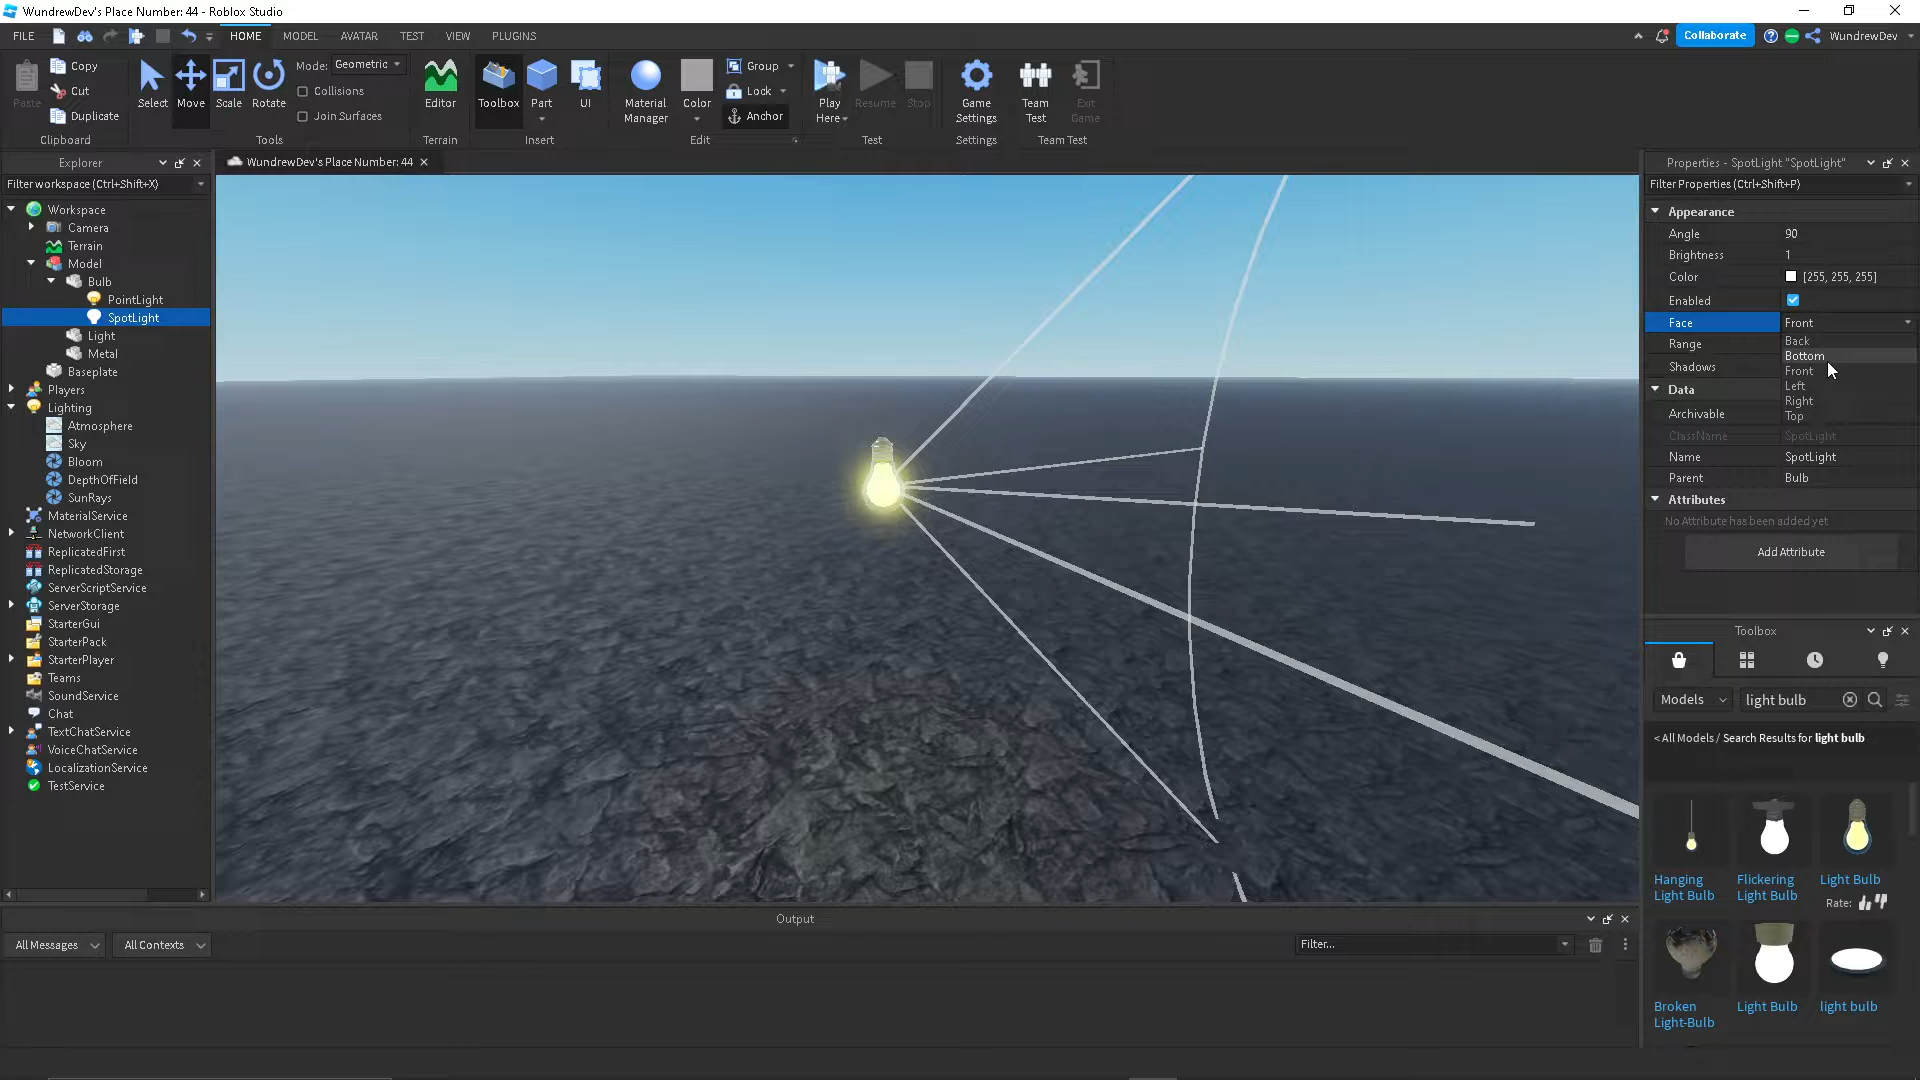 WundrewDev's Place Number: 44 - Roblox Studio
FILE HOME MODEL AVATAR TEST VIEW PLUGINS Collaborate WundrewDev
Paste Copy Cut Duplicate Clipboard
Select Move Scale Rotate Mode: Geometric Collisions Join Surfaces Tools
Editor Terrain
Toolbox Part UI Insert
Material Manager Color Group Lock Anchor Edit
Play Here Resume Stop Test
Game Settings Settings
Team Test Exit Game Team Test
Explorer
Filter workspace (Ctrl+Shift+X)
Workspace
Camera
Terrain
Model
Bulb
PointLight
SpotLight
Light
Metal
Baseplate
Players
Lighting
Atmosphere
Sky
Bloom
DepthOfField
SunRays
MaterialService
NetworkClient
ReplicatedFirst
ReplicatedStorage
ServerScriptService
ServerStorage
StarterGui
StarterPack
StarterPlayer
Teams
SoundService
Chat
TextChatService
VoiceChatService
LocalizationService
TestService
WundrewDev's Place Number: 44
Properties - SpotLight "SpotLight"
Filter Properties (Ctrl+Shift+P)
Appearance
Angle 90
Brightness 1
Color [255, 255, 255]
Enabled
Face Front
Range
Shadows
Back
Bottom
Front
Left
Right
Top
Data
Archivable
ClassName SpotLight
Name SpotLight
Parent Bulb
Attributes
No Attribute has been added yet
Add Attribute
Toolbox
Models light bulb
< All Models / Search Results for light bulb
Hanging Light Bulb
Flickering Light Bulb
Light Bulb
Rate:
Broken Light-Bulb
Light Bulb
light bulb
Output
All Messages All Contexts Filter...